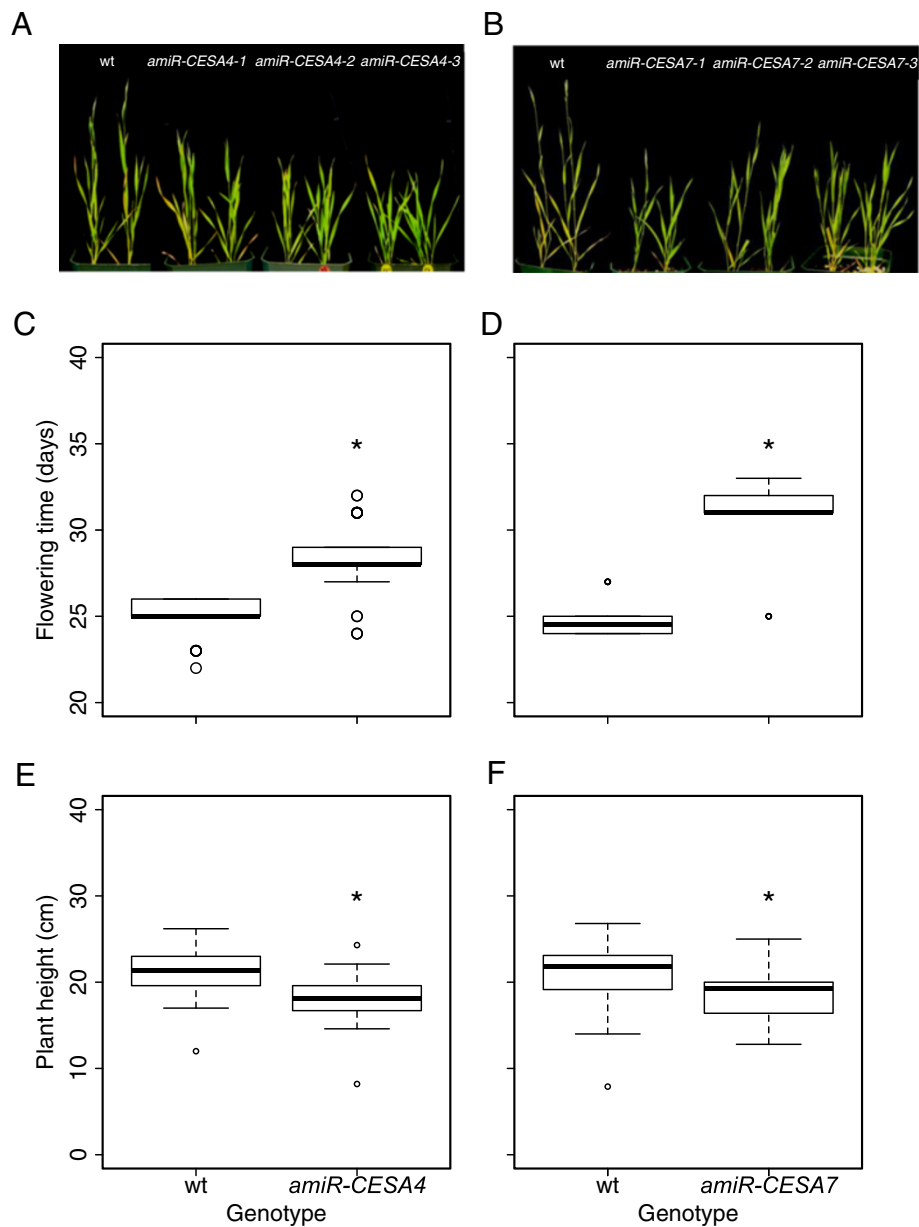 A
B
wt amiR-CESA4-1 amiR-CESA4-2 amiR-CESA4-3
wt amiR-CESA7-1 amiR-CESA7-2 amiR-CESA7-3
C
D
Flowering time (days)
40
35
30
25
20
*
*
E
F
Plant height (cm)
40
30
20
10
0
*
*
wt amiR-CESA4
Genotype
wt amiR-CESA7
Genotype